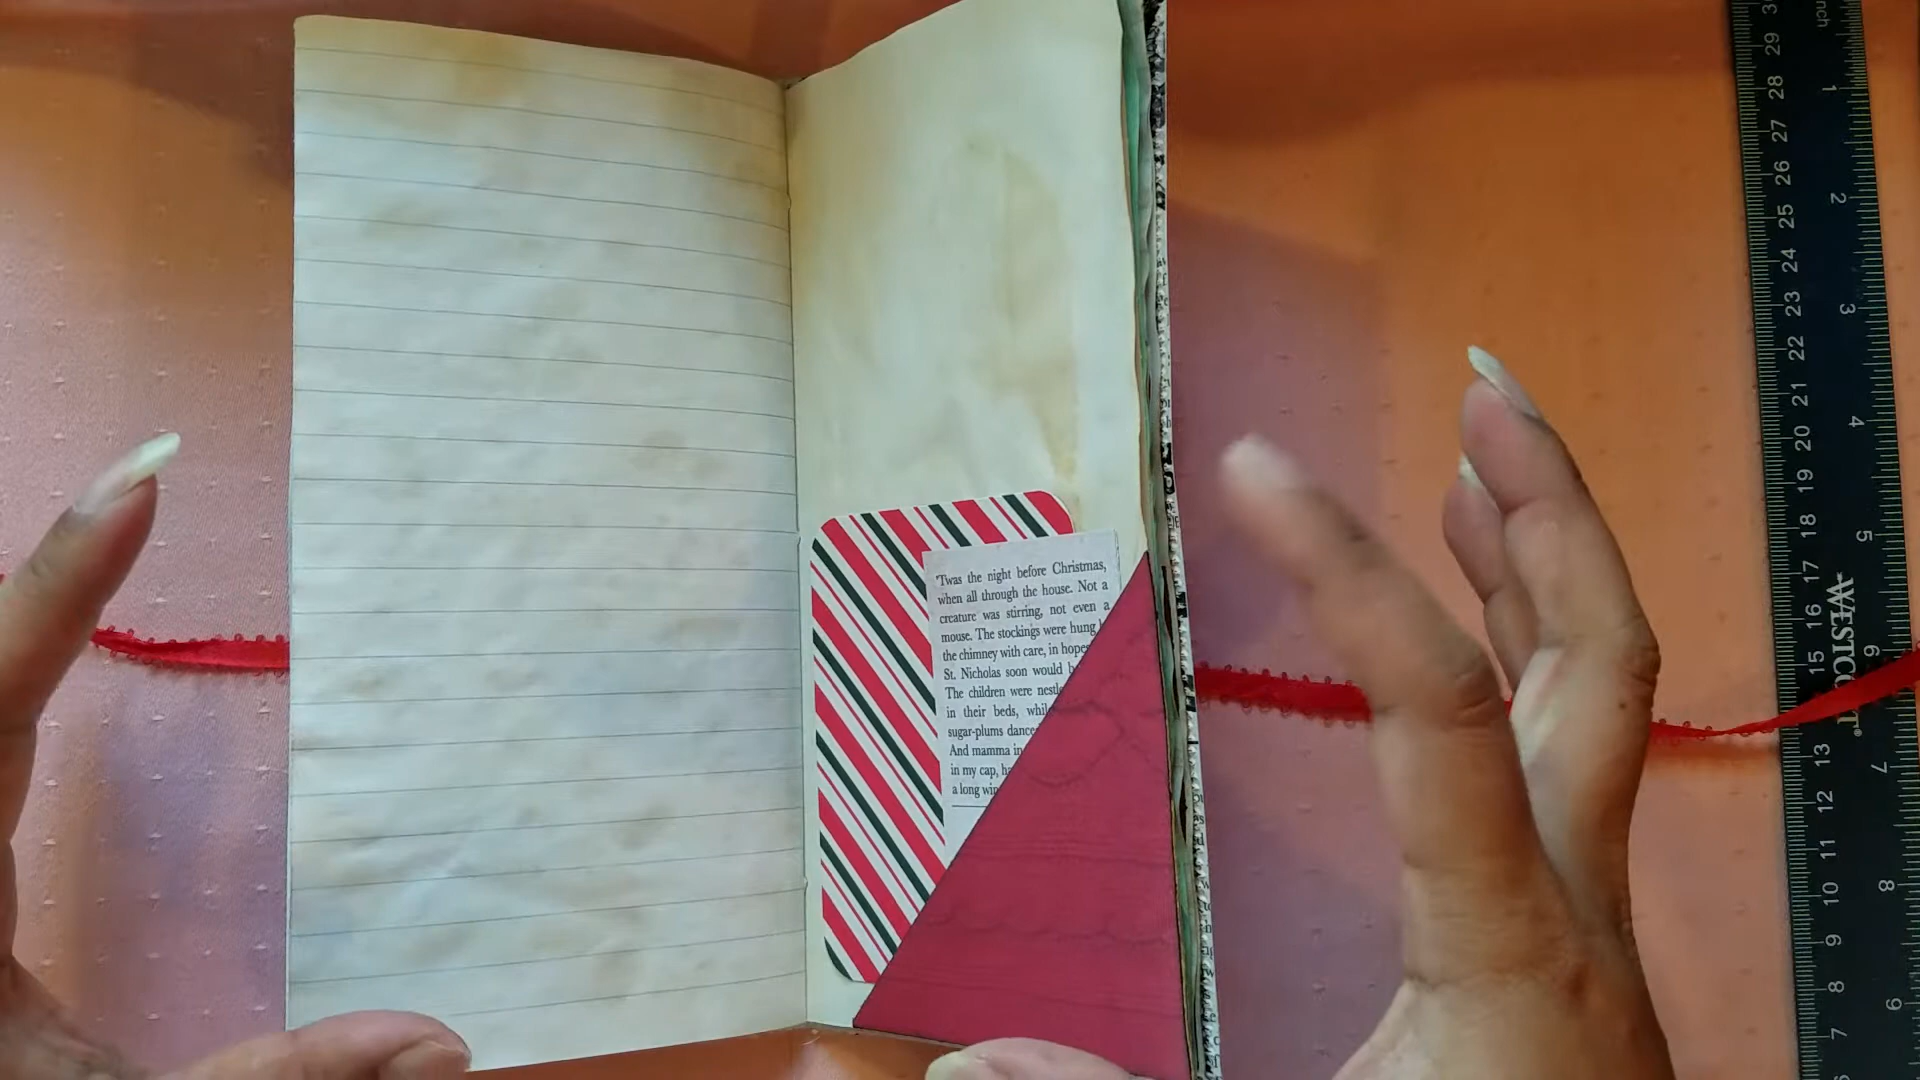 'Twas the night before Christmas,
when all through the house. Not a
creature was stirring, not even a
mouse. The stockings were hung
the chimney with care, in hopes
St. Nicholas soon would
The children were
in their beds,
sugar-plums
And mamma in
in my cap,
a long
inch
30 29 28 27 26 25 24 23 22 21 20 19 18 17 16 15 13 12 11 10 9 8 7
1 2 3 4 5 6 7 8 9
WESTCOTT